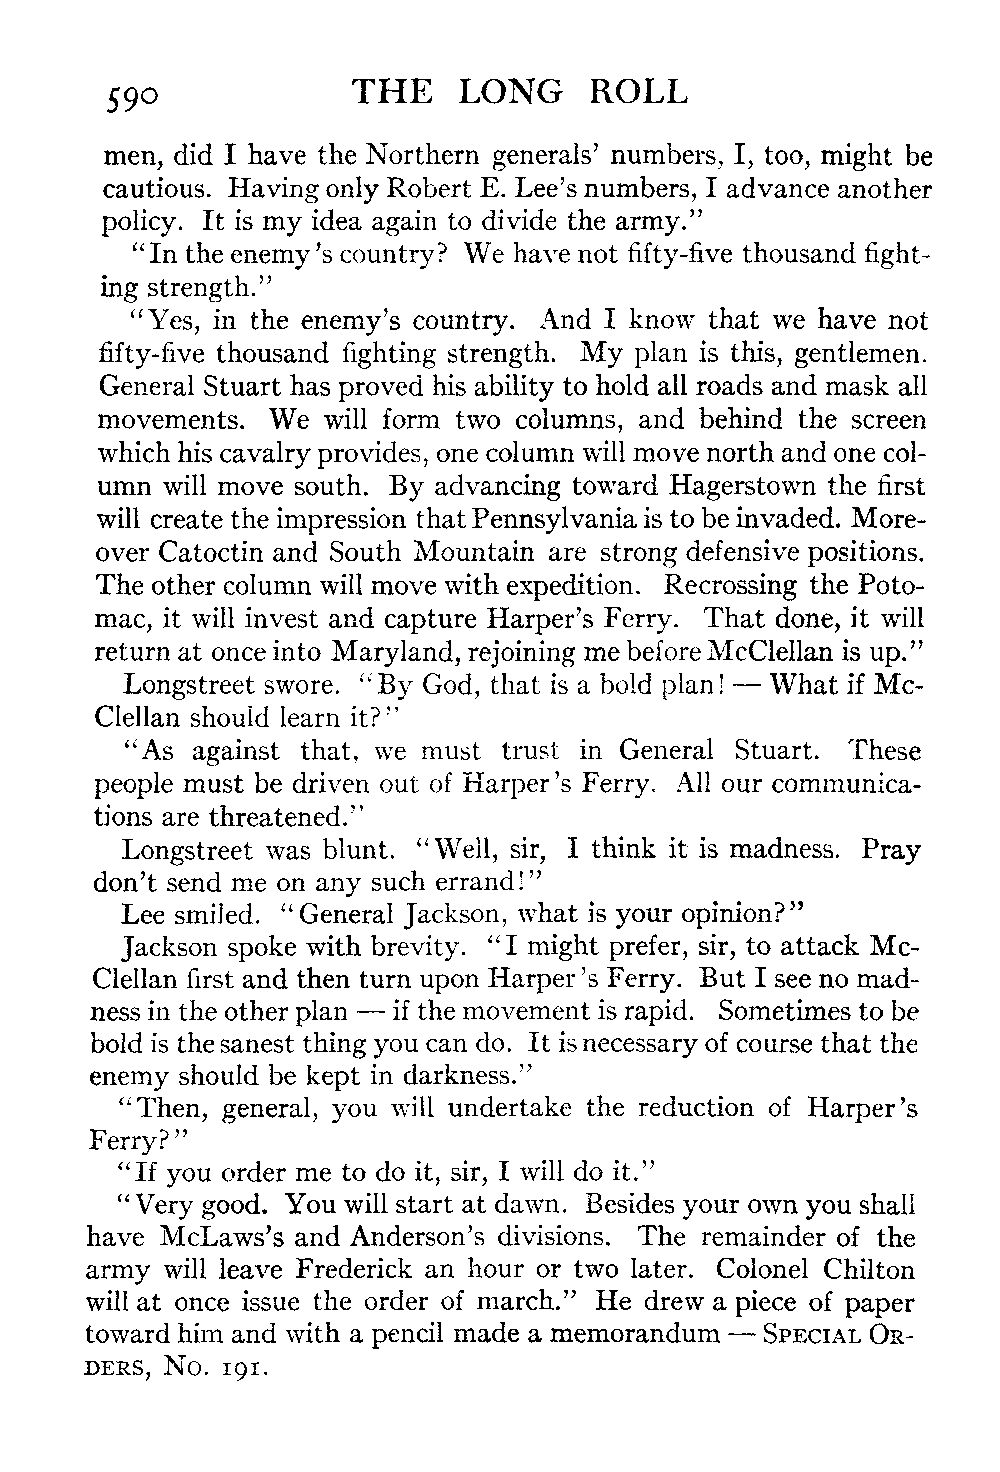 590 THE LONG ROLL
men, did I have the Northern generals' numbers, I, too, might be
cautious. Having only Robert E. Lee's numbers, I advance another
policy. It is my idea again to divide the army."
"In the enemy's country? We have not fifty-five thousand fight-
ing strength."
"Yes, in the enemy's country. And I know that we have not
fifty-five thousand fighting strength. My plan is this, gentlemen.
General Stuart has proved his ability to hold all roads and mask all
movements. We will form two columns, and behind the screen
which his cavalry provides, one column will move north and one col-
umn will move south. By advancing toward Hagerstown the first
will create the impression that Pennsylvania is to be invaded. More-
over Catoctin and South Mountain are strong defensive positions.
The other column will move with expedition. Recrossing the Poto-
mac, it will invest and capture Harper's Ferry. That done, it will
return at once into Maryland, rejoining me before McClellan is up."
Longstreet swore. "By God, that is a bold plan! — What if Mc-
Clellan should learn it?"
"As against that, we must trust in General Stuart. These
people must be driven out of Harper's Ferry. All our communica-
tions are threatened."
Longstreet was blunt. "Well, sir, I think it is madness. Pray
don't send me on any such errand!"
Lee smiled. "General Jackson, what is your opinion?"
Jackson spoke with brevity. "I might prefer, sir, to attack Mc-
Clellan first and then turn upon Harper's Ferry. But I see no mad-
ness in the other plan — if the movement is rapid. Sometimes to be
bold is the sanest thing you can do. It is necessary of course that the
enemy should be kept in darkness."
"Then, general, you will undertake the reduction of Harper's
Ferry?"
"If you order me to do it, sir, I will do it."
"Very good. You will start at dawn. Besides your own you shall
have McLaws's and Anderson's divisions. The remainder of the
army will leave Frederick an hour or two later. Colonel Chilton
will at once issue the order of march." He drew a piece of paper
toward him and with a pencil made a memorandum — SPECIAL OR-
DERS, NO. 191.